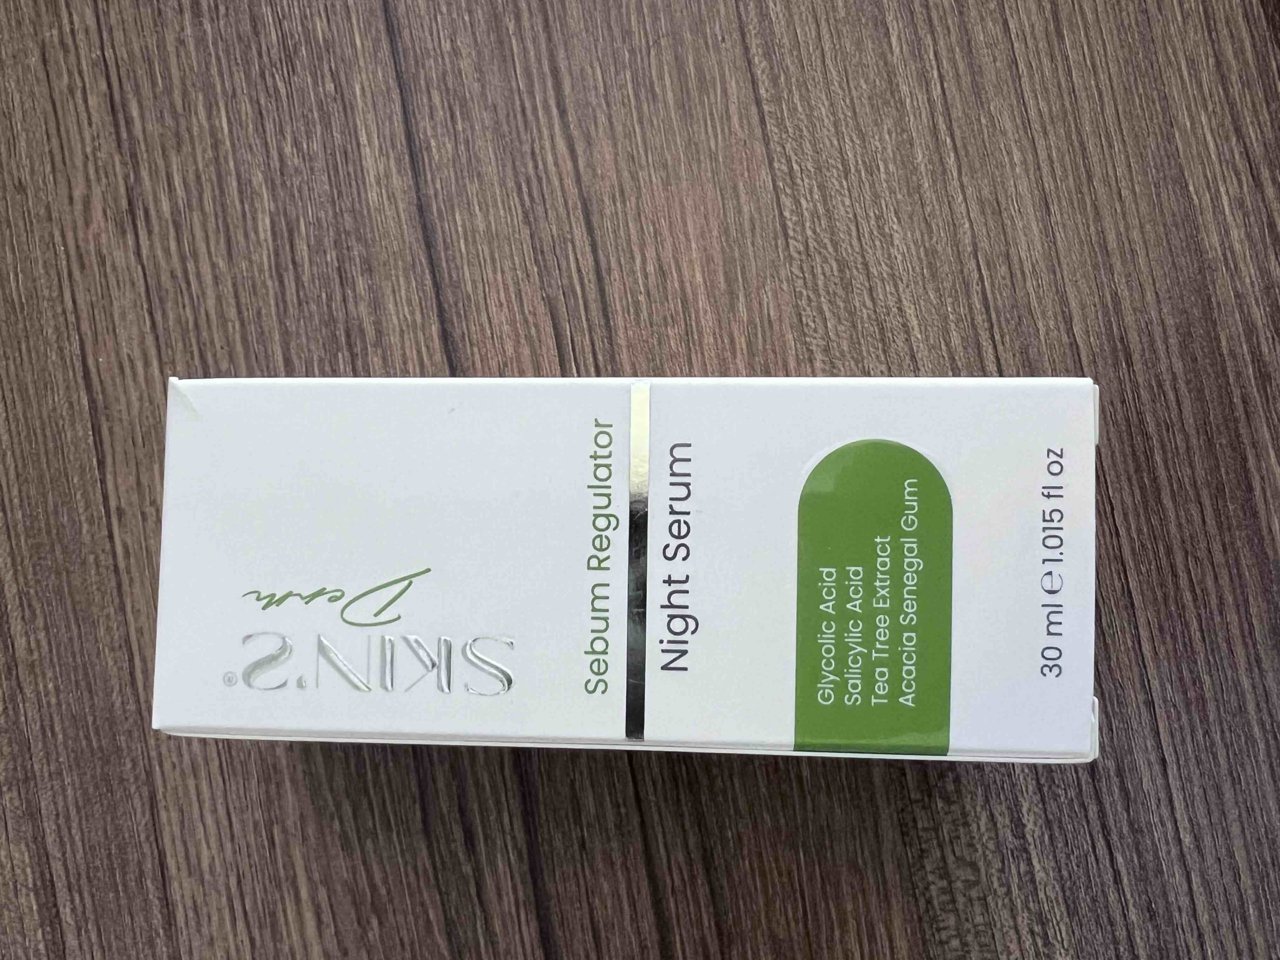 SKIN'S.®
Derm
Sebum Regulator
Night Serum
Glycolic Acid
Salicylic Acid
Tea Tree Extract
Acacia Senegal Gum
30 ml ℮ 1.015 fl oz